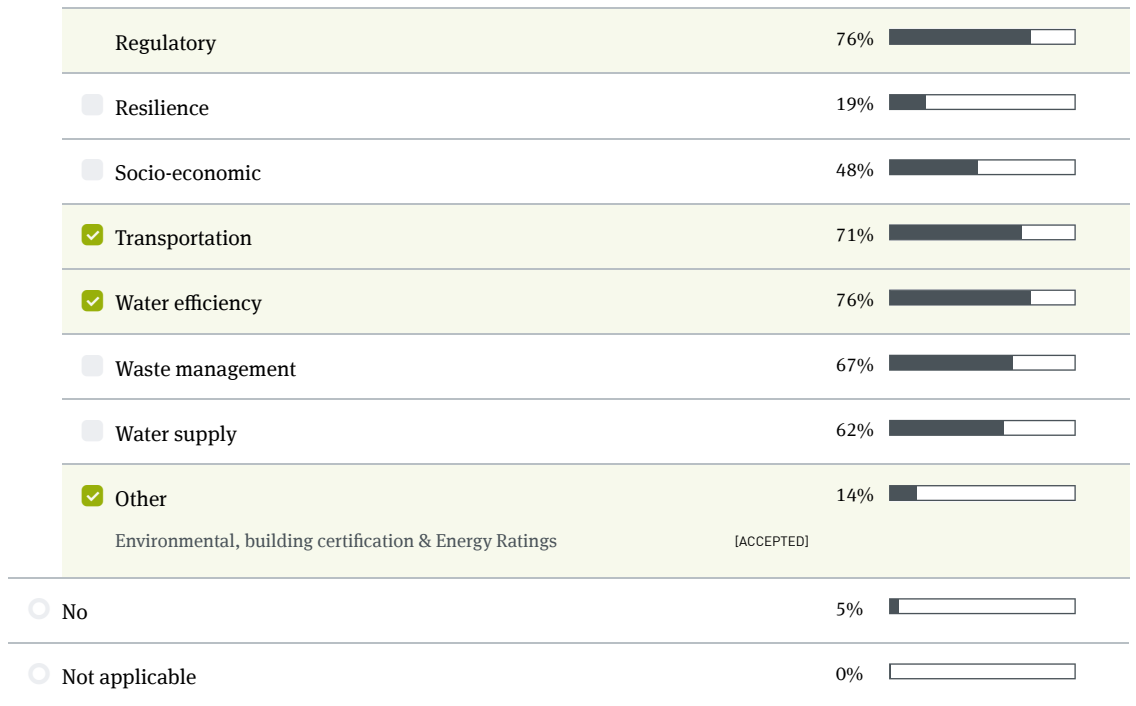 Regulatory 76%
Resilience 19%
Socio-economic 48%
Transportation 71%
Water efficiency 76%
Waste management 67%
Water supply 62%
Other 14%
Environmental, building certification & Energy Ratings [ACCEPTED]
No 5%
Not applicable 0%